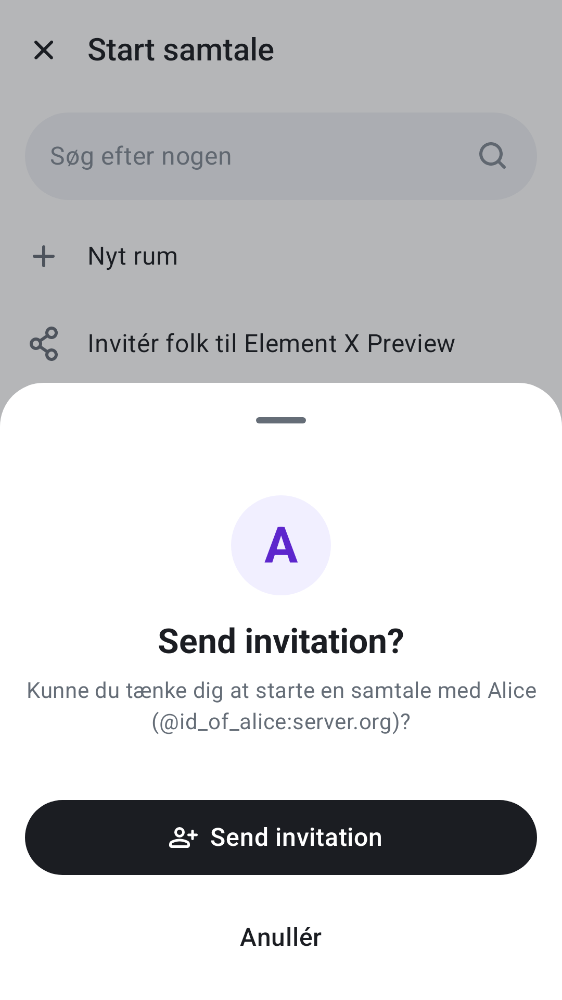 Start samtale
Søg efter nogen
Nyt rum
Invitér folk til Element X Preview
A
Send invitation?
Kunne du tænke dig at starte en samtale med Alice
(@id_of_alice:server.org)?
Send invitation
Anullér